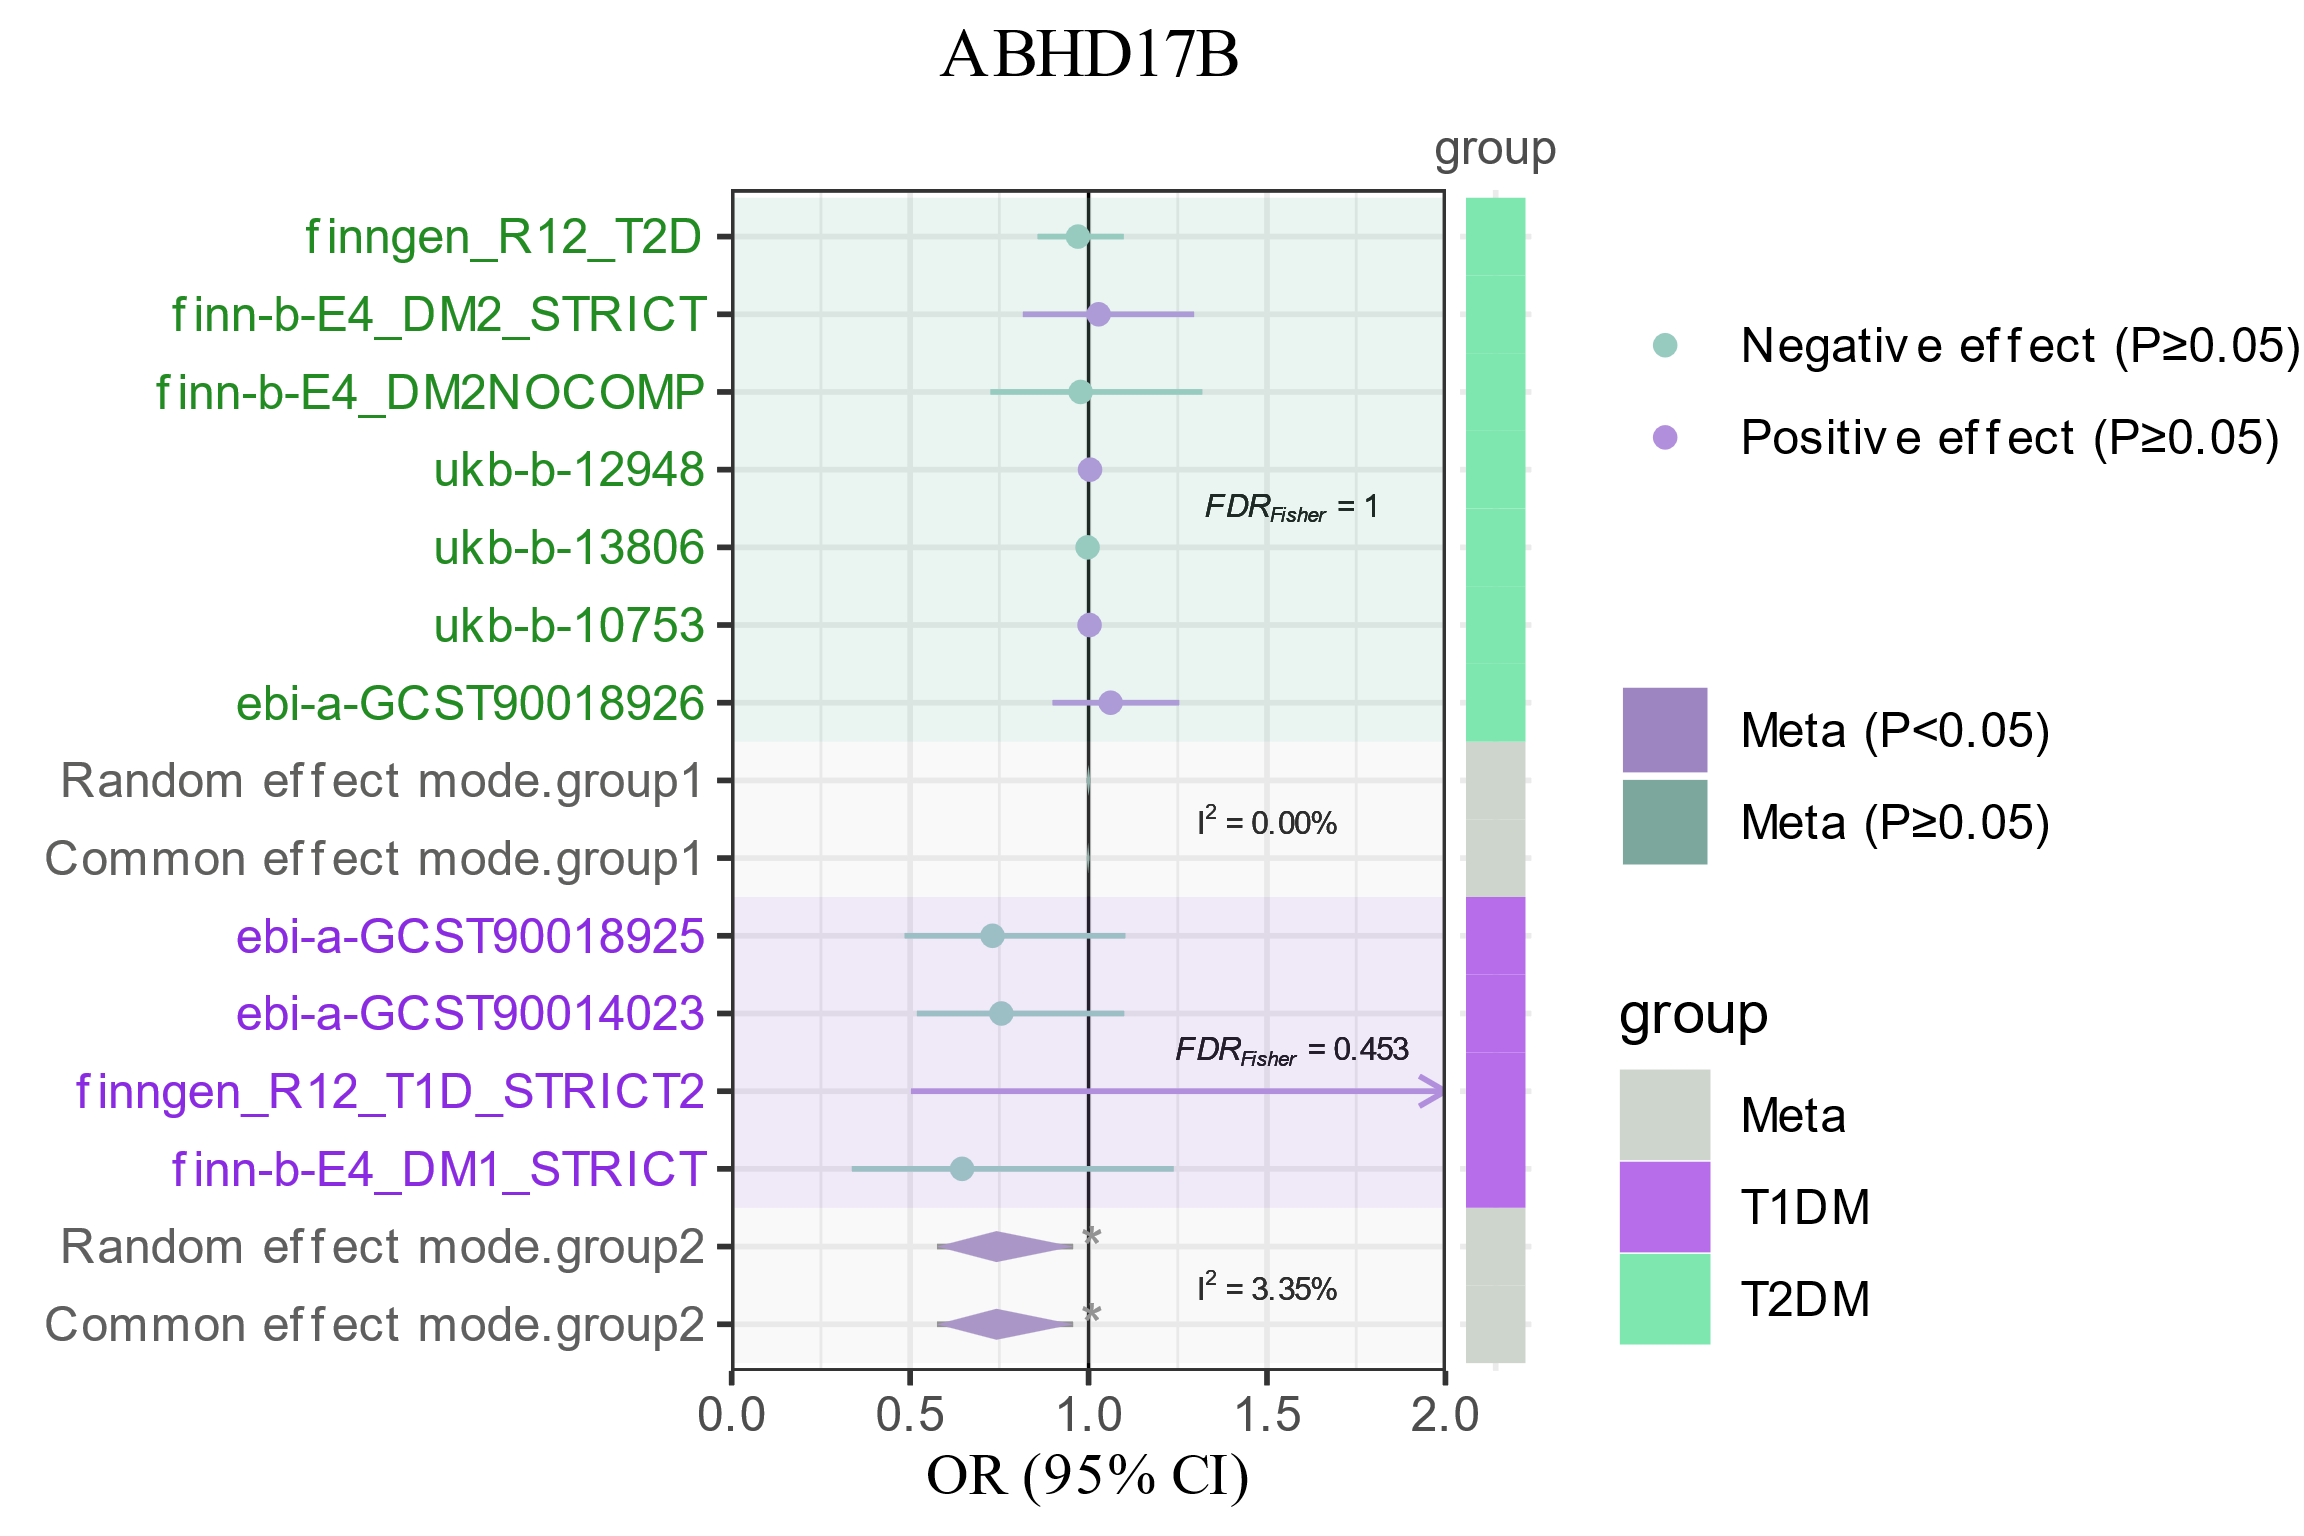 ABHD17B
group
finngen_R12_T2D
finn-b-E4_DM2_STRICT
finn-b-E4_DM2NOCOMP
ukb-b-12948
FDRFisher = 1
ukb-b-13806
ukb-b-10753
ebi-a-GCST90018926
Random effect mode.group1
I² = 0.00%
Common effect mode.group1
ebi-a-GCST90018925
ebi-a-GCST90014023
FDRFisher = 0.453
finngen_R12_T1D_STRICT2
finn-b-E4_DM1_STRICT
Random effect mode.group2
*
I² = 3.35%
Common effect mode.group2
*
0.0 0.5 1.0 1.5 2.0
OR (95% CI)
Negative effect (P≥0.05)
Positive effect (P≥0.05)
Meta (P<0.05)
Meta (P≥0.05)
group
Meta
T1DM
T2DM